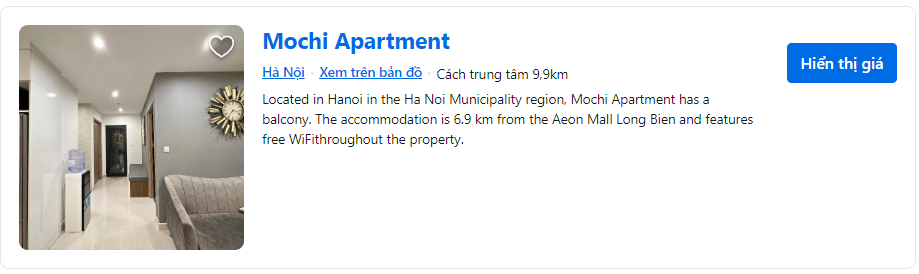 Mochi Apartment
Hà Nội Xem trên bản đồ Cách trung tâm 9,9km
Hiển thị giá
Located in Hanoi in the Ha Noi Municipality region, Mochi Apartment has a
balcony. The accommodation is 6.9 km from the Aeon Mall Long Bien and features
free WiFithroughout the property.